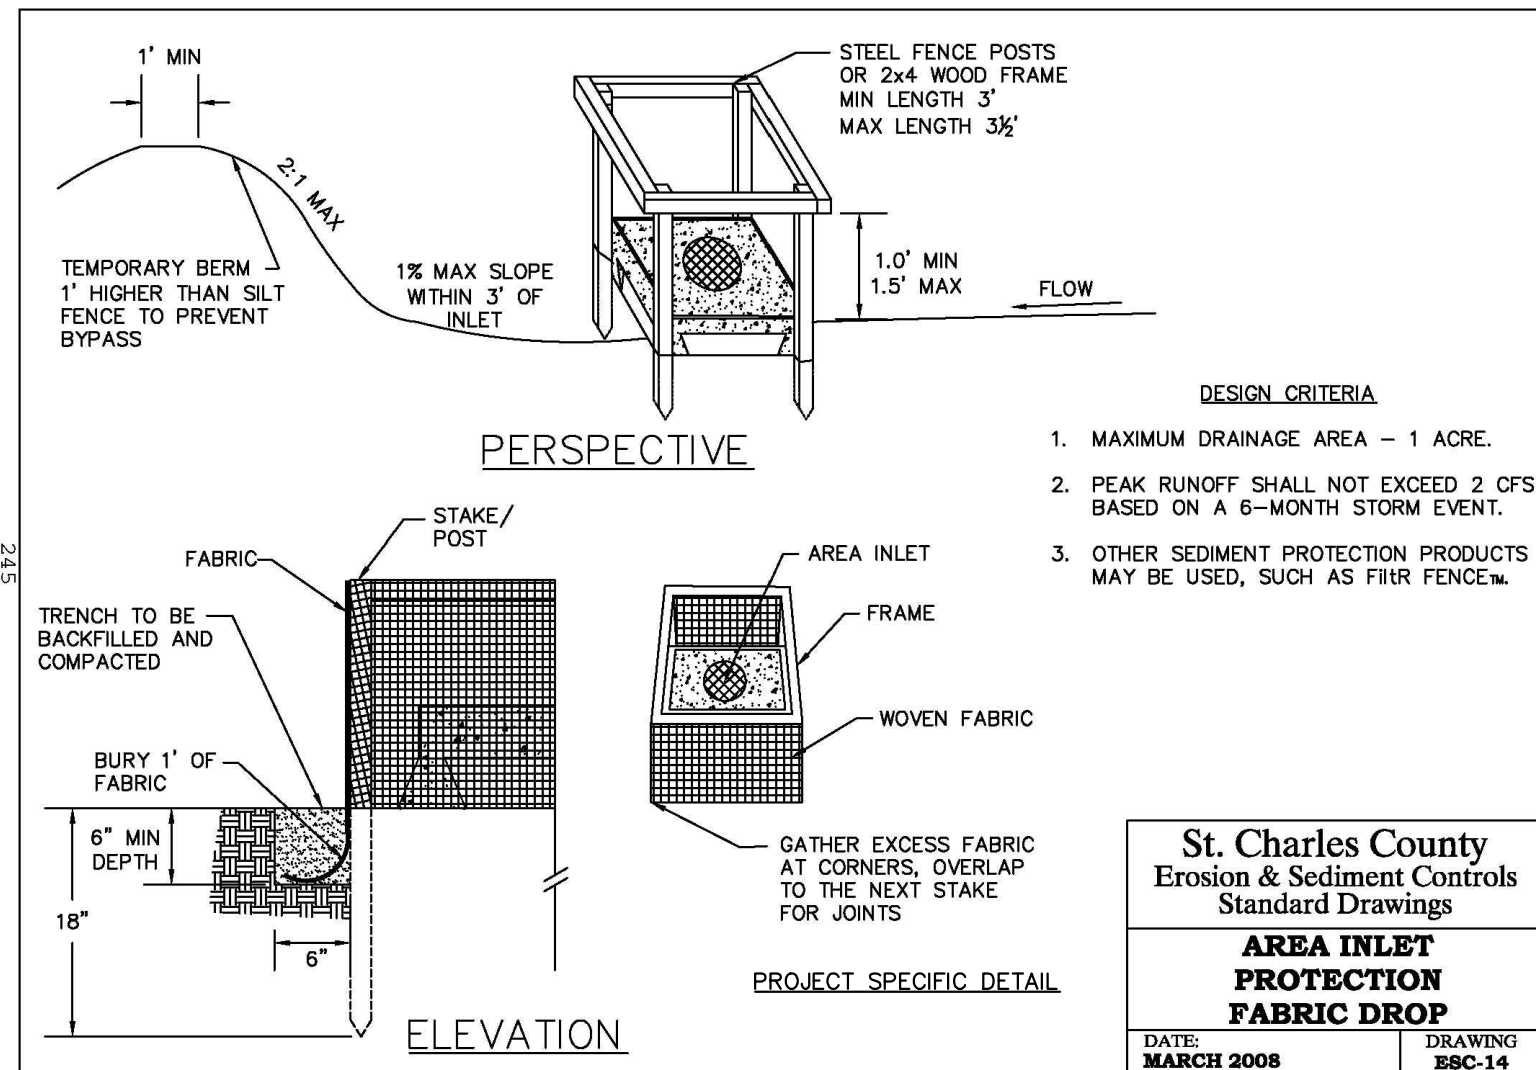 1' MIN
STEEL FENCE POSTS
OR 2x4 WOOD FRAME
MIN LENGTH 3'
MAX LENGTH 3½'
2:1 MAX
TEMPORARY BERM
1' HIGHER THAN SILT
FENCE TO PREVENT
BYPASS
1% MAX SLOPE
WITHIN 3' OF
INLET
1.0' MIN
1.5' MAX
FLOW
PERSPECTIVE
DESIGN CRITERIA
1. MAXIMUM DRAINAGE AREA – 1 ACRE.
2. PEAK RUNOFF SHALL NOT EXCEED 2 CFS
BASED ON A 6–MONTH STORM EVENT.
3. OTHER SEDIMENT PROTECTION PRODUCTS
MAY BE USED, SUCH AS FiltR FENCE™.
245
STAKE/
POST
FABRIC
TRENCH TO BE
BACKFILLED AND
COMPACTED
BURY 1' OF
FABRIC
6" MIN
DEPTH
18"
6"
ELEVATION
AREA INLET
FRAME
WOVEN FABRIC
GATHER EXCESS FABRIC
AT CORNERS, OVERLAP
TO THE NEXT STAKE
FOR JOINTS
PROJECT SPECIFIC DETAIL
St. Charles County
Erosion & Sediment Controls
Standard Drawings
AREA INLET
PROTECTION
FABRIC DROP
DATE:
MARCH 2008
DRAWING
ESC-14